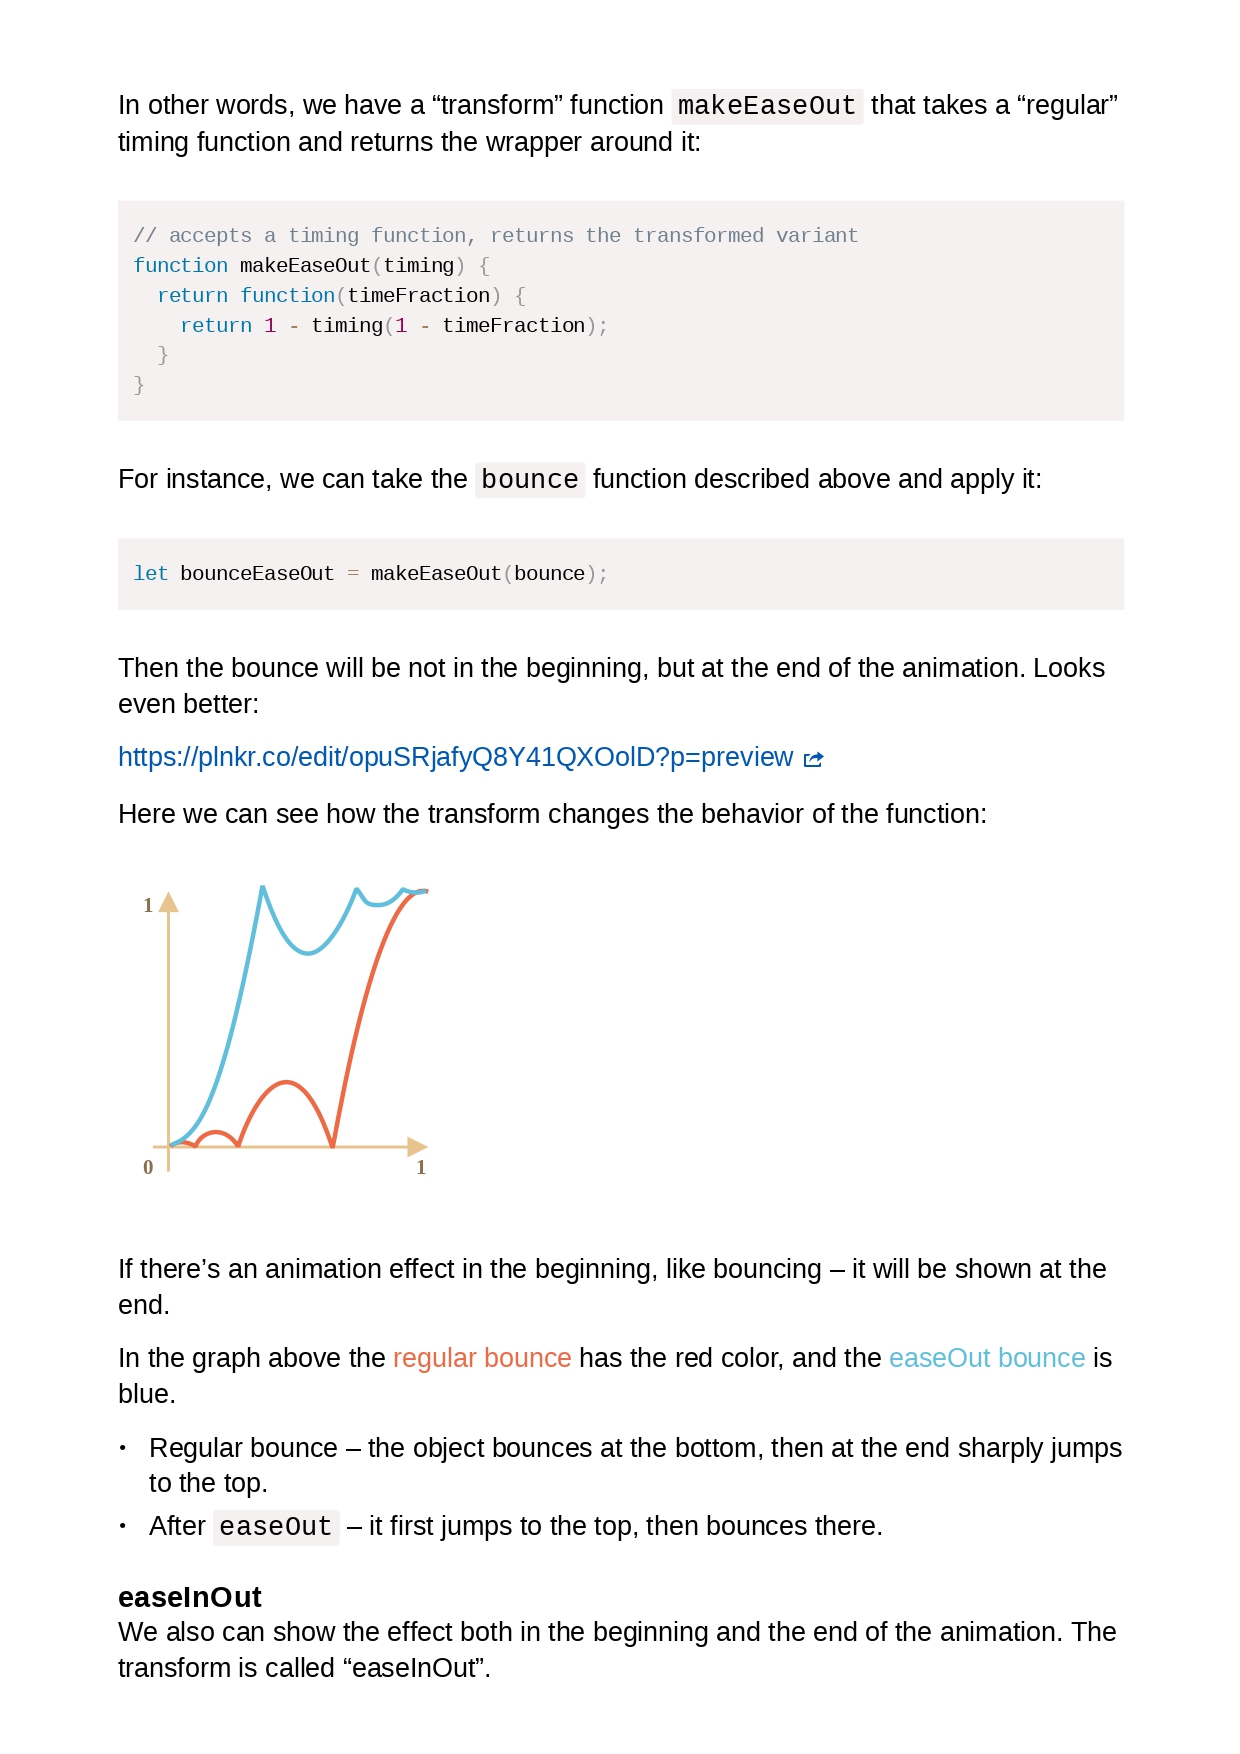 In other words, we have a “transform” function makeEaseOut that takes a “regular”
timing function and returns the wrapper around it:
// accepts a timing function, returns the transformed variant
function makeEaseOut(timing) {
  return function(timeFraction) {
    return 1 - timing(1 - timeFraction);
  }
}
For instance, we can take the bounce function described above and apply it:
let bounceEaseOut = makeEaseOut(bounce);
Then the bounce will be not in the beginning, but at the end of the animation. Looks
even better:
https://plnkr.co/edit/opuSRjafyQ8Y41QXOolD?p=preview
Here we can see how the transform changes the behavior of the function:
1
0
1
If there’s an animation effect in the beginning, like bouncing – it will be shown at the
end.
In the graph above the regular bounce has the red color, and the easeOut bounce is
blue.
• Regular bounce – the object bounces at the bottom, then at the end sharply jumps
to the top.
• After easeOut – it first jumps to the top, then bounces there.
easeInOut
We also can show the effect both in the beginning and the end of the animation. The
transform is called “easeInOut”.